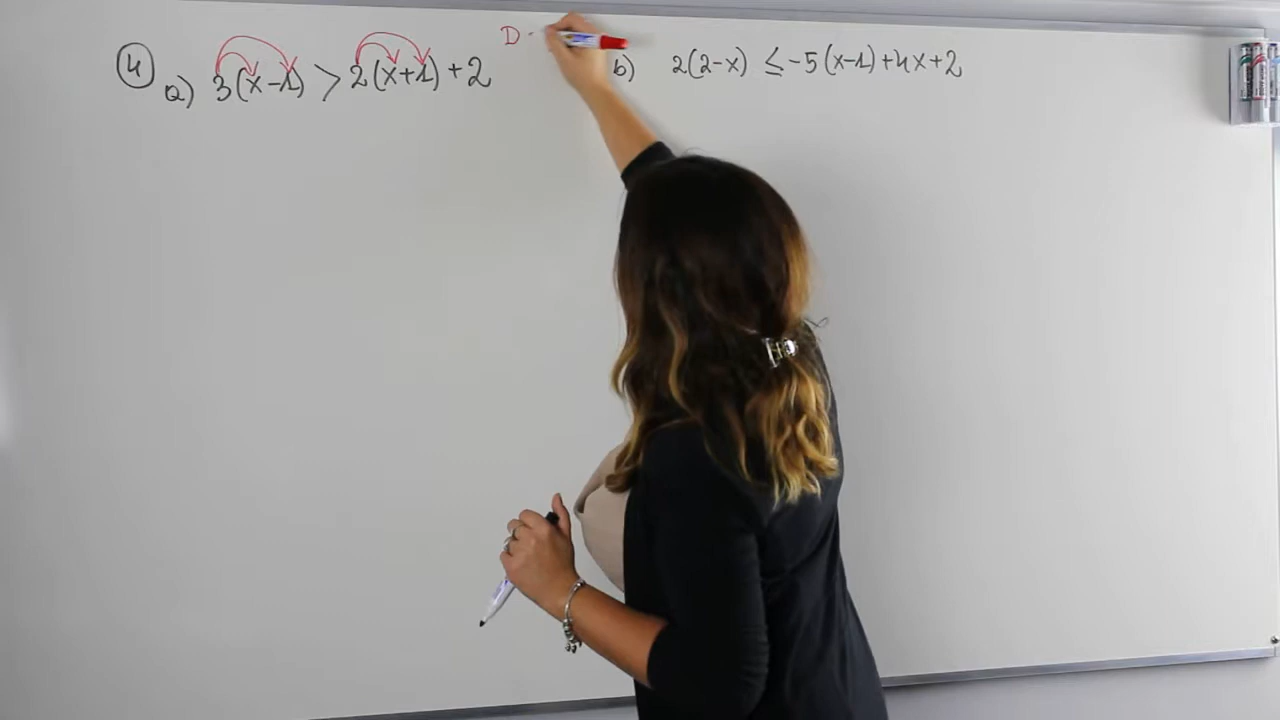 4
a) 3(x-1) > 2(x+1)+2
D
b) 2(2-x) ≤ -5(x-1)+4x+2